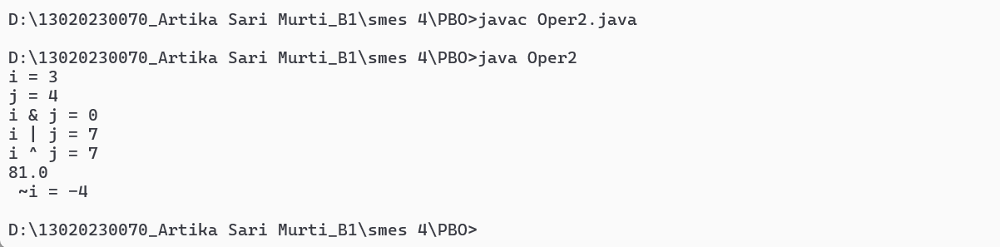 D:\13020230070_Artika Sari Murti_B1\smes 4\PBO>javac Oper2.java
D:\13020230070_Artika Sari Murti_B1\smes 4\PBO>java Oper2
i = 3
j = 4
i & j = 0
i | j = 7
i ^ j = 7
81.0
 ~i = -4
D:\13020230070_Artika Sari Murti_B1\smes 4\PBO>